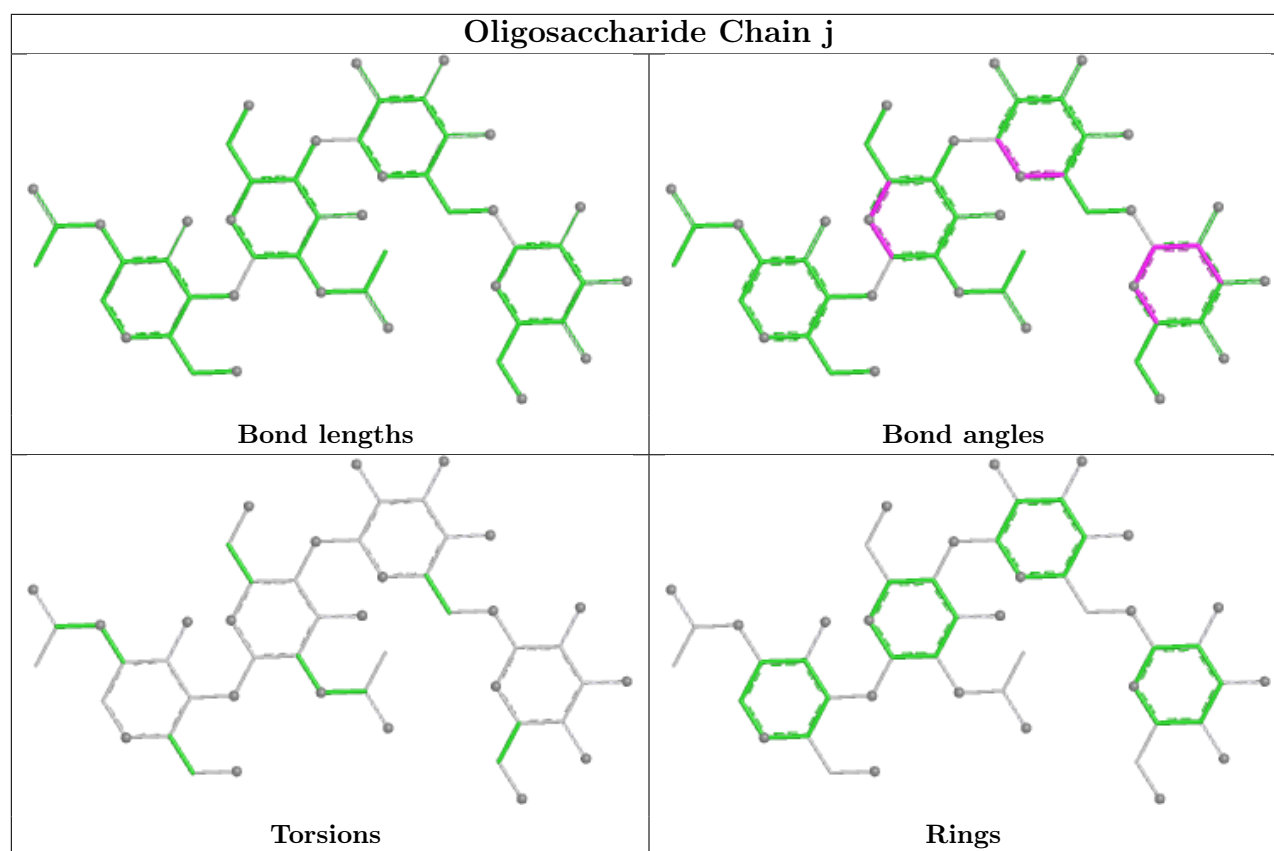 Oligosaccharide Chain j
Bond lengths
Bond angles
Torsions
Rings